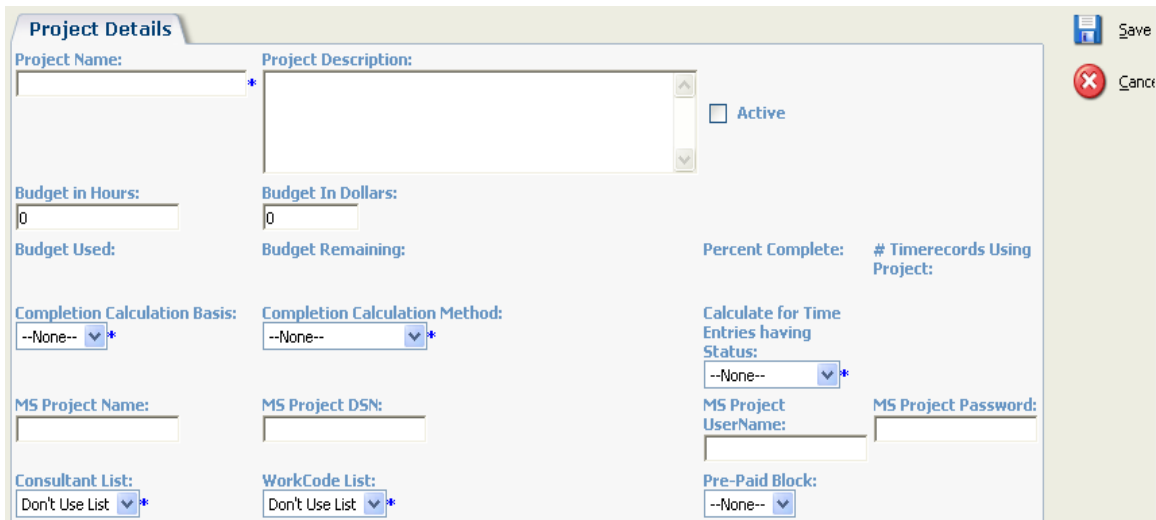 Project Details
Save
Project Name: Project Description:
*
Cance
Active
Budget in Hours: Budget In Dollars:
0 0
Budget Used: Budget Remaining: Percent Complete: # Timerecords Using
Project:
Completion Calculation Basis: Completion Calculation Method: Calculate for Time
Entries having
Status:
--None-- * --None-- *
--None-- *
MS Project Name: MS Project DSN: MS Project
UserName:
MS Project Password:
Consultant List: WorkCode List: Pre-Paid Block:
Don't Use List * Don't Use List * --None--